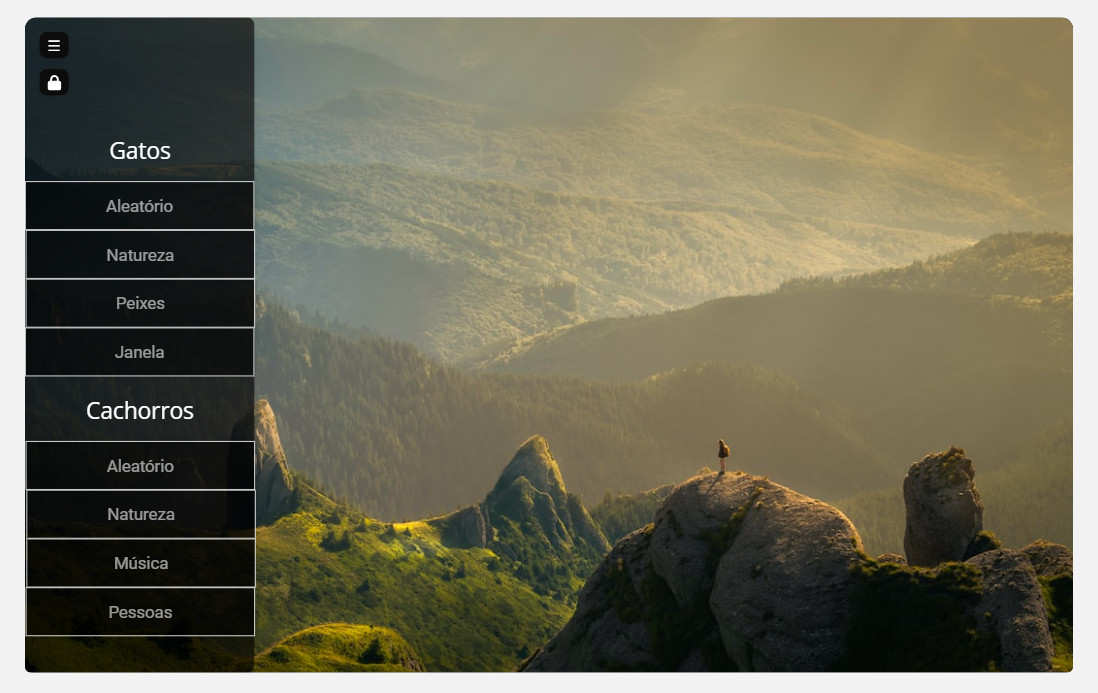 Gatos
Aleatório
Natureza
Peixes
Janela
Cachorros
Aleatório
Natureza
Música
Pessoas